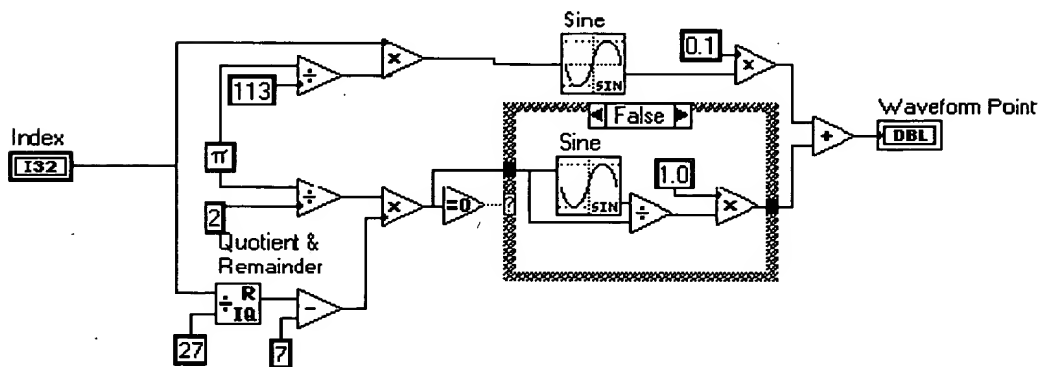 Sine
0.1
×
×
÷
113
SIN
Waveform Point
False
Index
+
DBL
Sine
I32
π
1.0
÷
×
=0
?
×
SIN
÷
2
Quotient &
Remainder
R
÷
IQ
−
27
7